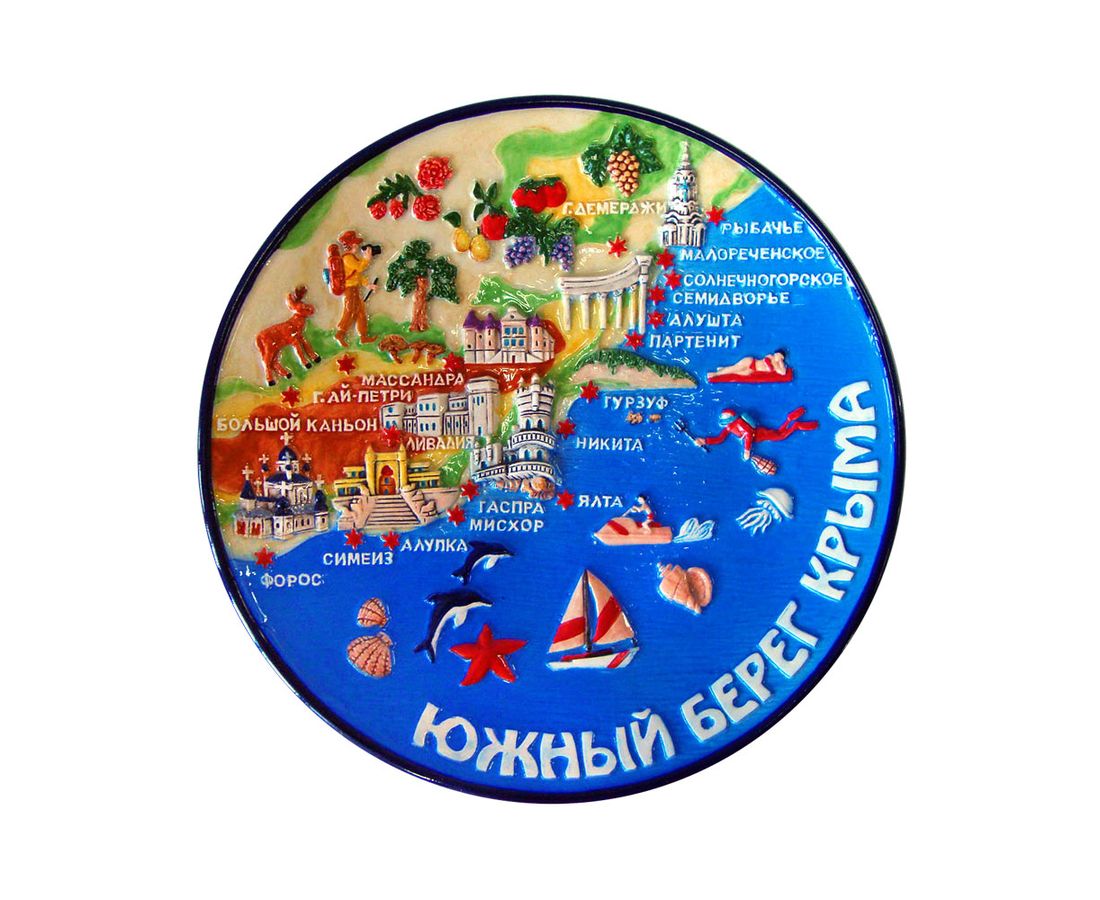 Г.ДЕМЕРДЖИ
РЫБАЧЬЕ
МАЛОРЕЧЕНСКОЕ
СОЛНЕЧНОГОРСКОЕ
СЕМИДВОРЬЕ
АЛУШТА
ПАРТЕНИТ
МАССАНДРА
Г.АЙ-ПЕТРИ
ГУРЗУФ
БОЛЬШОЙ КАНЬОН
ЛИВАДИЯ
НИКИТА
ЯЛТА
ГАСПРА
МИСХОР
АЛУПКА
СИМЕИЗ
ФОРОС
ЮЖНЫЙ БЕРЕГ КРЫМА